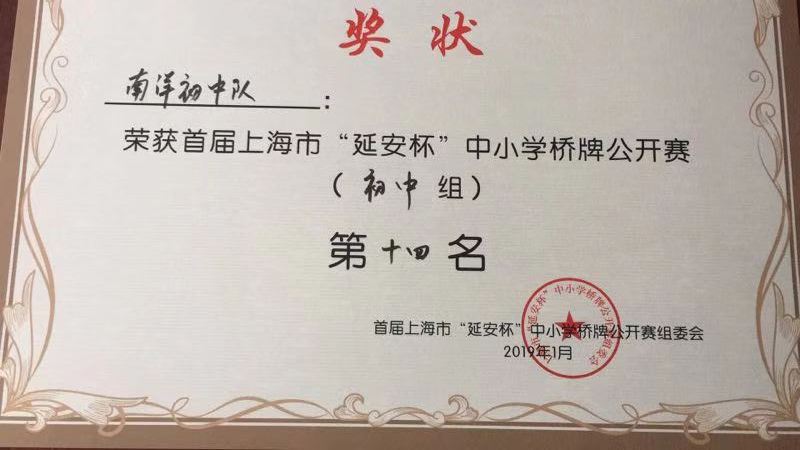 奖状
南洋初中队：
荣获首届上海市“延安杯”中小学桥牌公开赛
（初中组）
第十四名
首届上海市“延安杯”中小学桥牌公开赛组委会
2019年1月